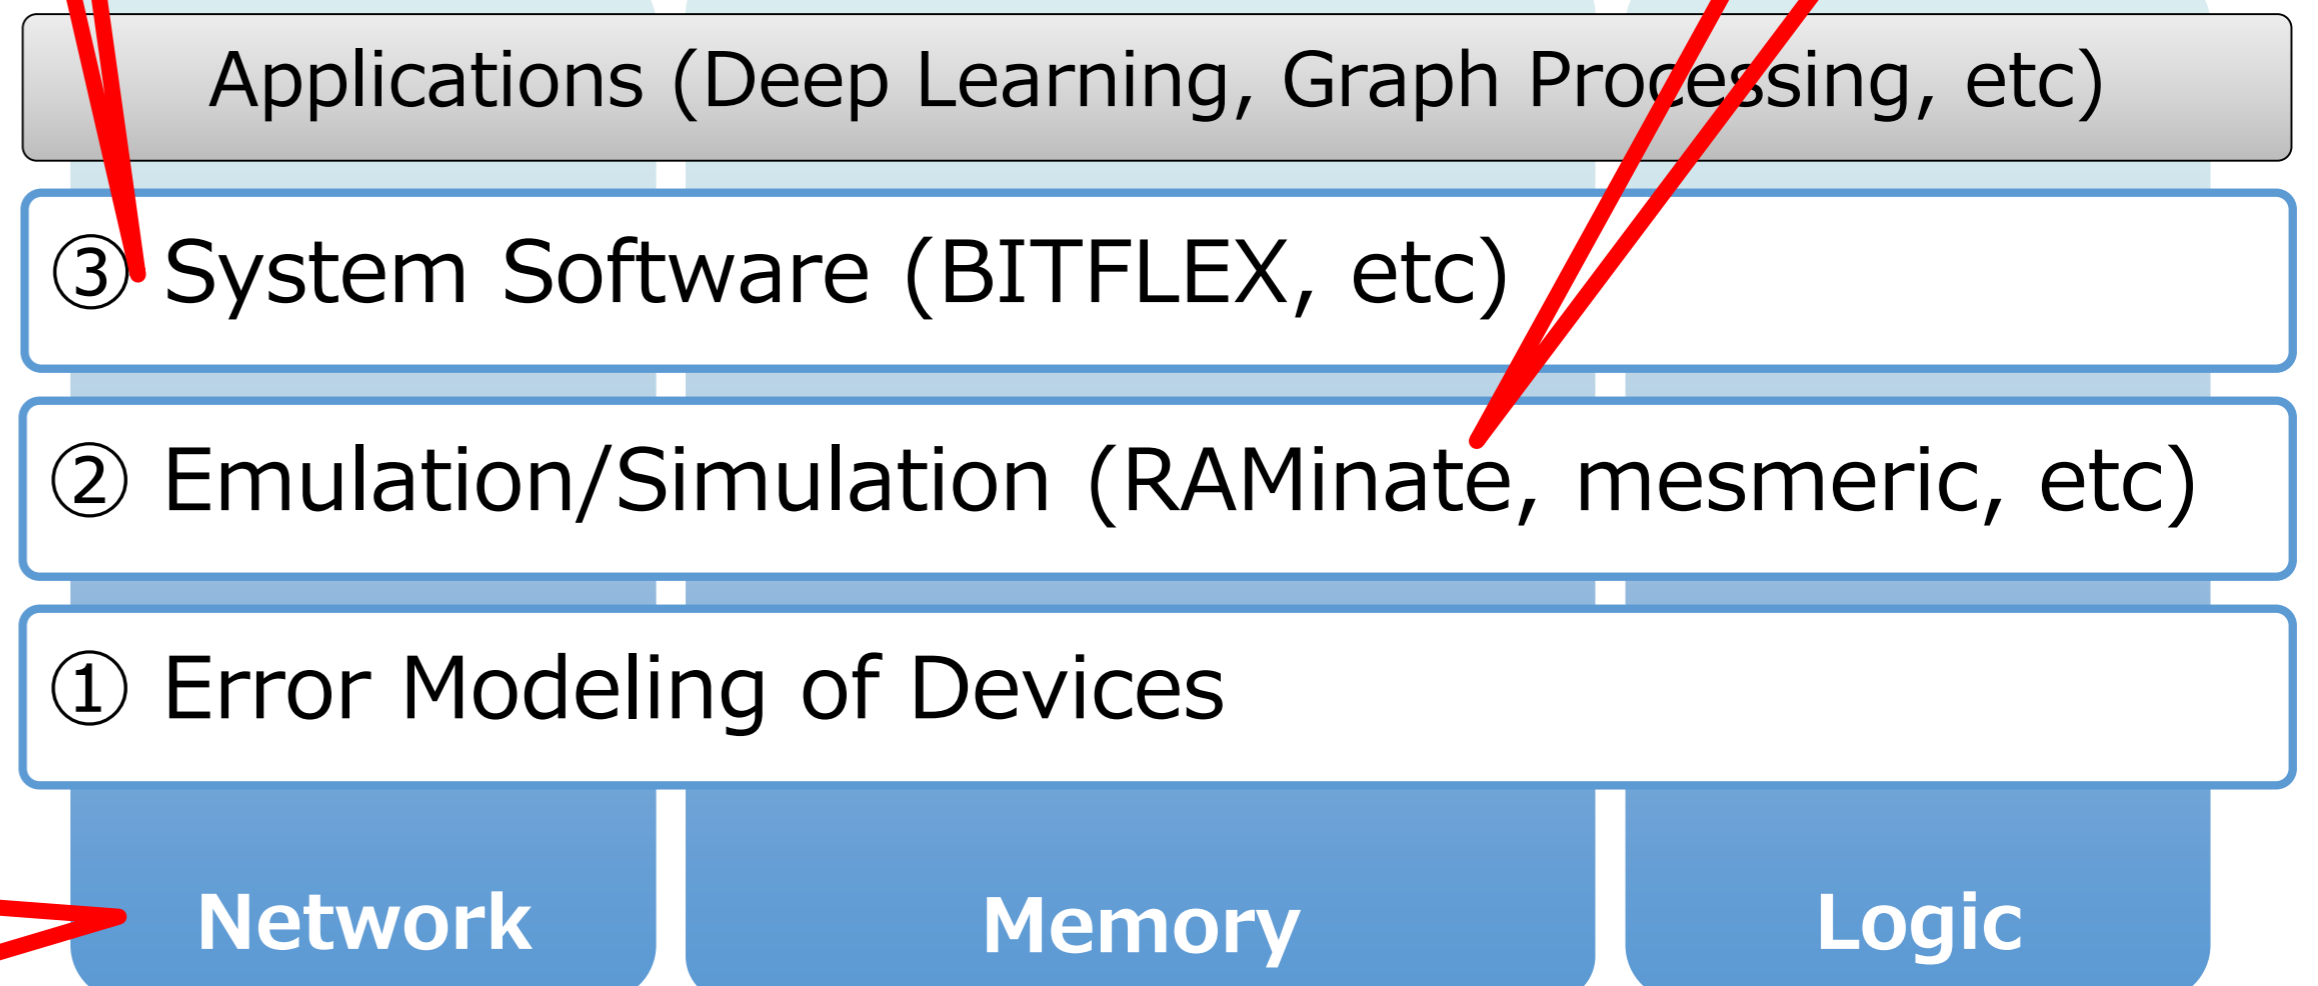 Applications (Deep Learning, Graph Processing, etc)
③ System Software (BITFLEX, etc)
② Emulation/Simulation (RAMinate, mesmeric, etc)
① Error Modeling of Devices
Network Memory Logic